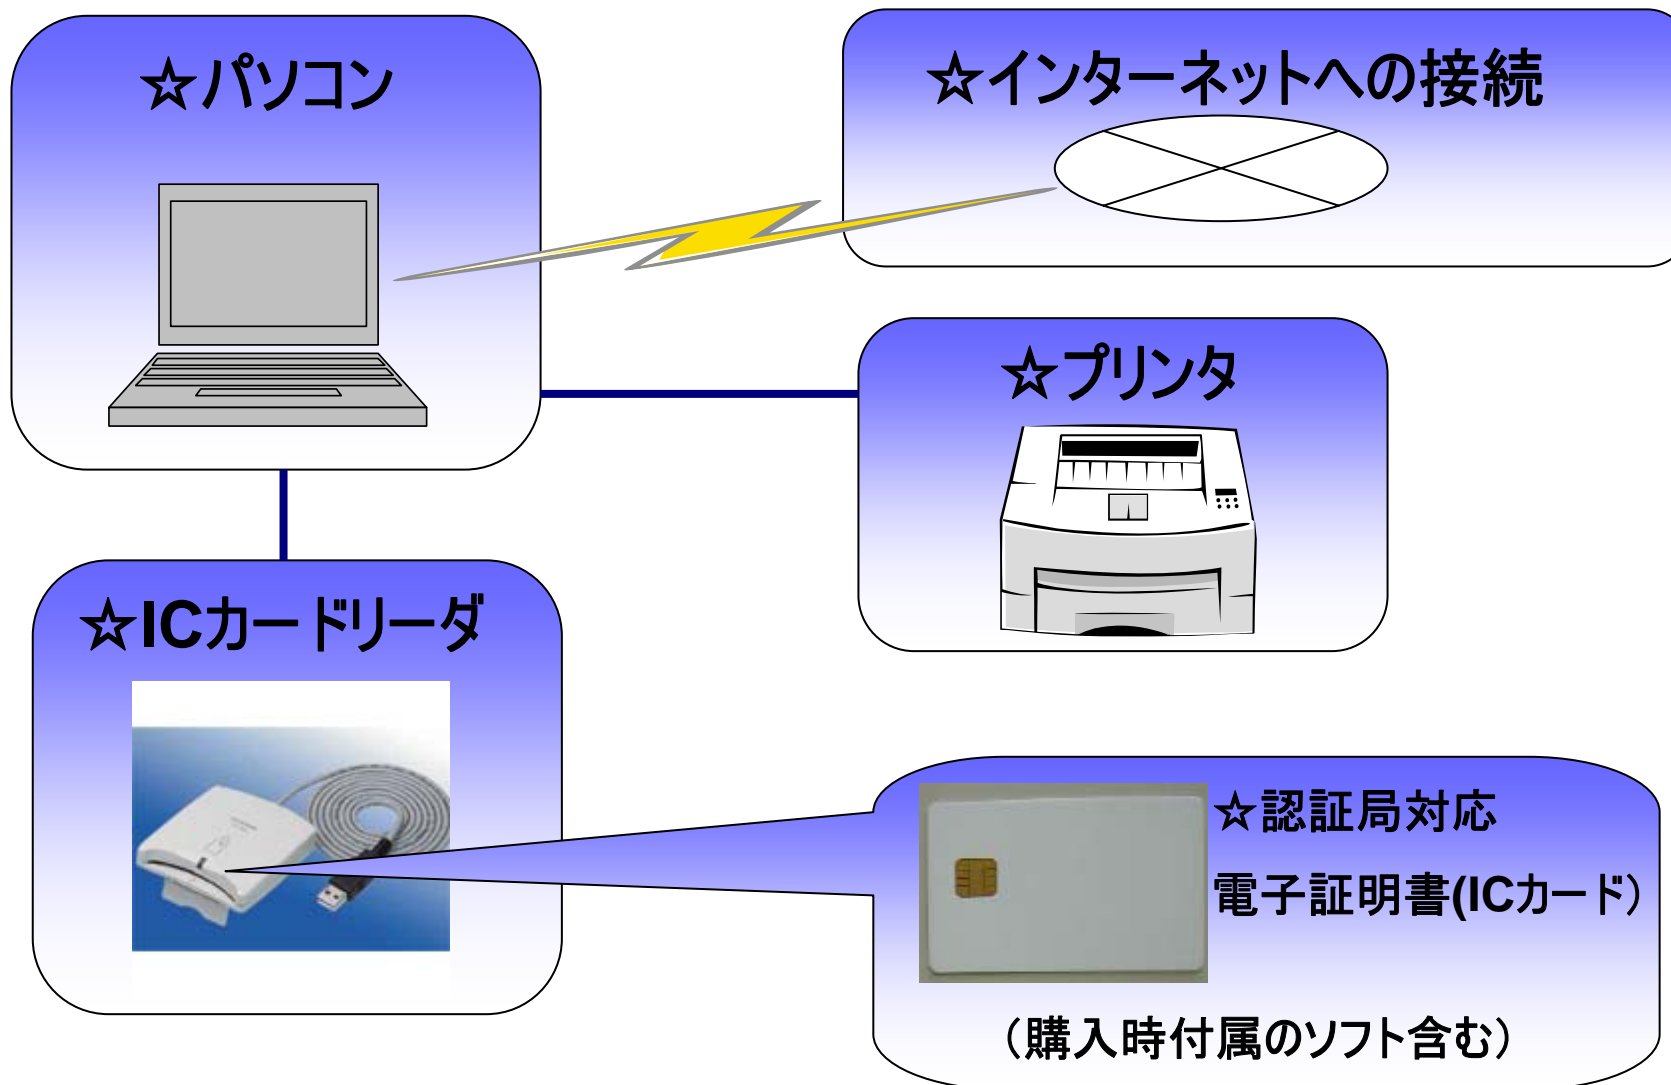 ☆パソコン
☆インターネットへの接続
☆プリンタ
☆ICカードリーダ
☆認証局対応
電子証明書(ICカード)
(購入時付属のソフト含む)